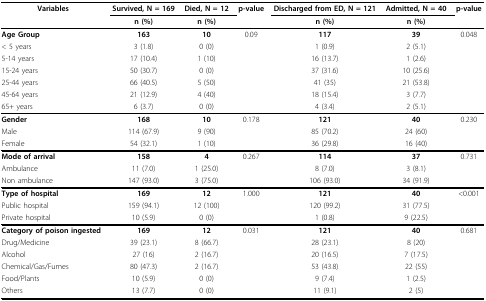 Variables Survived, N = 169 Died, N = 12 p-value Discharged from ED, N = 121 Admitted, N = 40 p-value
n (%) n (%) n (%) n (%)
Age Group 163 10 0.09 117 39 0.048
< 5 years 3 (1.8) 0 (0) 1 (0.9) 2 (5.1)
5-14 years 17 (10.4) 1 (10) 16 (13.7) 1 (2.6)
15-24 years 50 (30.7) 0 (0) 37 (31.6) 10 (25.6)
25-44 years 66 (40.5) 5 (50) 41 (35) 21 (53.8)
45-64 years 21 (12.9) 4 (40) 18 (15.4) 3 (7.7)
65+ years 6 (3.7) 0 (0) 4 (3.4) 2 (5.1)
Gender 168 10 0.178 121 40 0.230
Male 114 (67.9) 9 (90) 85 (70.2) 24 (60)
Female 54 (32.1) 1 (10) 36 (29.8) 16 (40)
Mode of arrival 158 4 0.267 114 37 0.731
Ambulance 11 (7.0) 1 (25.0) 8 (7.0) 3 (8.1)
Non ambulance 147 (93.0) 3 (75.0) 106 (93.0) 34 (91.9)
Type of hospital 169 12 1.000 121 40 <0.001
Public hospital 159 (94.1) 12 (100) 120 (99.2) 31 (77.5)
Private hospital 10 (5.9) 0 (0) 1 (0.8) 9 (22.5)
Category of poison ingested 169 12 0.031 121 40 0.681
Drug/Medicine 39 (23.1) 8 (66.7) 28 (23.1) 8 (20)
Alcohol 27 (16) 2 (16.7) 20 (16.5) 7 (17.5)
Chemical/Gas/Fumes 80 (47.3) 2 (16.7) 53 (43.8) 22 (55)
Food/Plants 10 (5.9) 0 (0) 9 (7.4) 1 (2.5)
Others 13 (7.7) 0 (0) 11 (9.1) 2 (5)